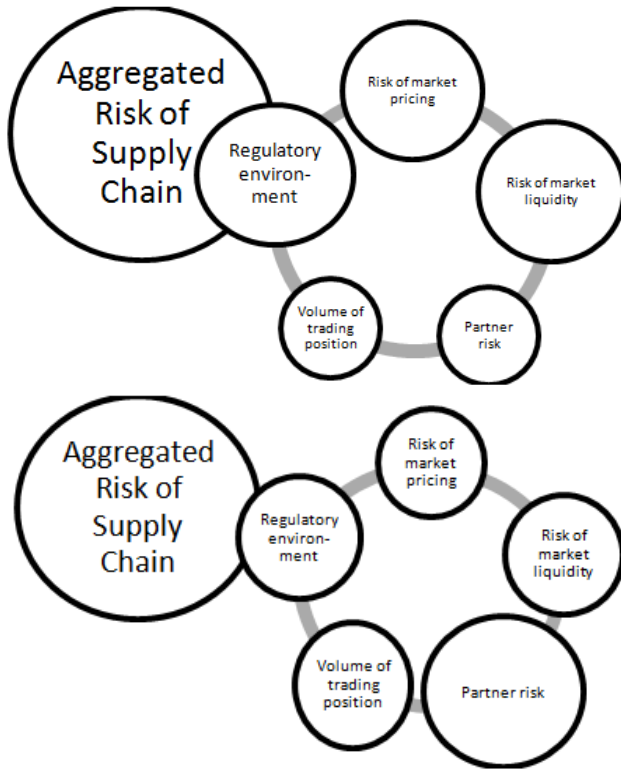 Aggregated
Risk of
Supply
Chain
Regulatory
environ-
ment
Risk of market
pricing
Risk of market
liquidity
Partner
risk
Volume of
trading
position
Aggregated
Risk of
Supply
Chain
Regulatory
environ-
ment
Risk of
market
pricing
Risk of
market
liquidity
Partner risk
Volume of
trading
position